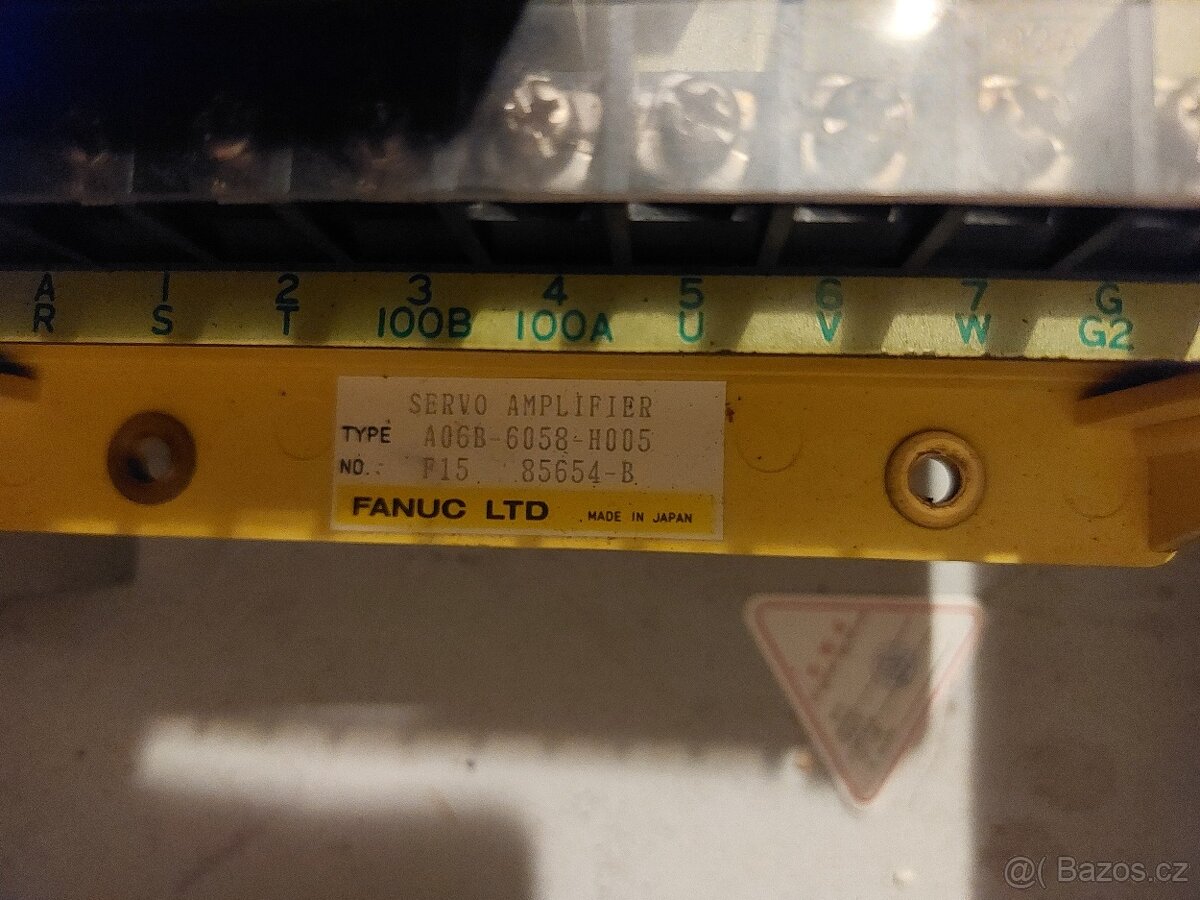 A 1 2 3 4 5 6 7 G
R S T 100B 100A U V W G2
SERVO AMPLIFIER
TYPE A06B-6058-H005
NO. F15 85654-B
FANUC LTD MADE IN JAPAN
@( Bazos.cz